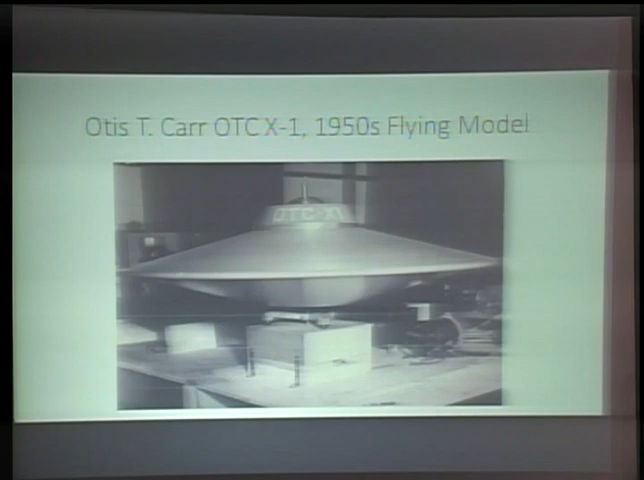 Otis T. Carr OTC X-1, 1950s Flying Model
OTC-X1